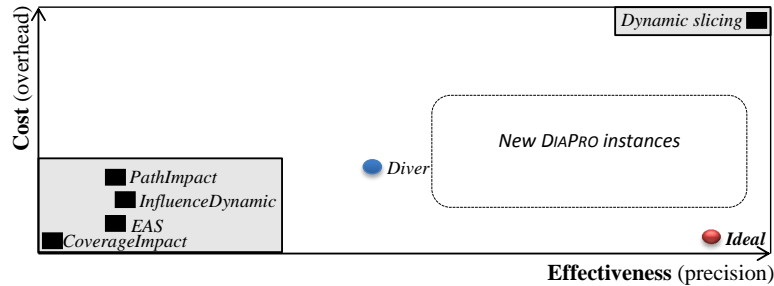 Dynamic slicing
Cost (overhead)
New DIAPRO instances
Diver
PathImpact
InfluenceDynamic
EAS
CoverageImpact
Ideal
Effectiveness (precision)